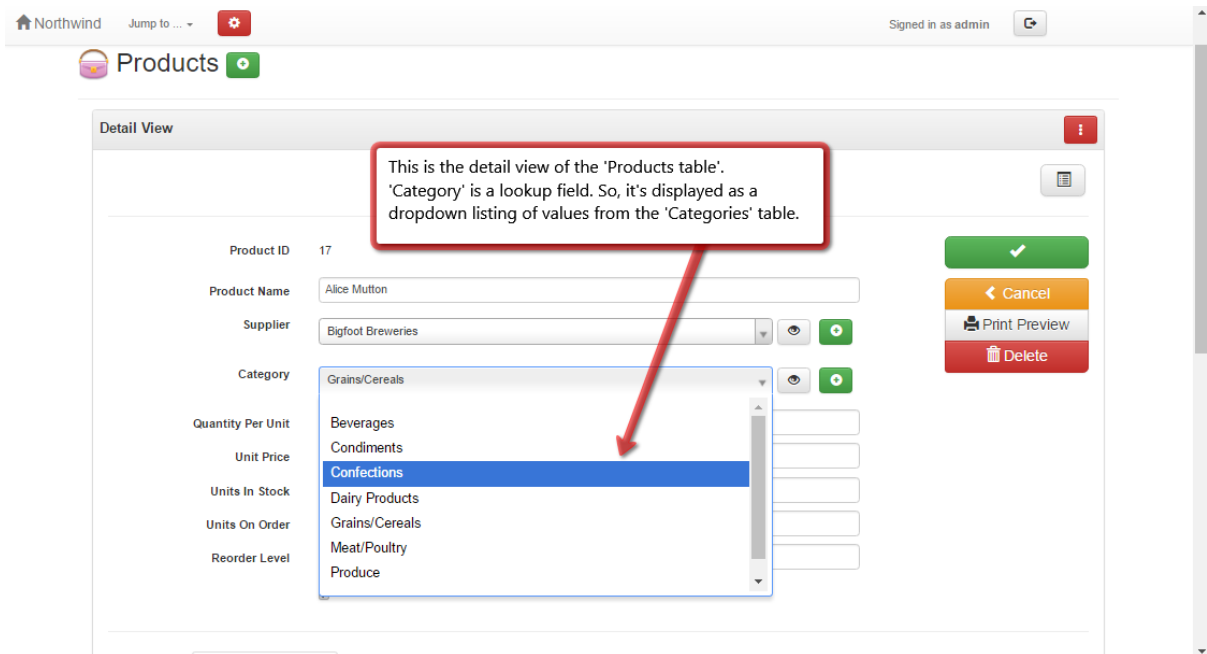 Northwind Jump to ... Signed in as admin
Products
Detail View
This is the detail view of the 'Products table'.
'Category' is a lookup field. So, it's displayed as a
dropdown listing of values from the 'Categories' table.
Product ID 17
Product Name Alice Mutton
Cancel
Supplier Bigfoot Breweries
Print Preview
Delete
Category Grains/Cereals
Quantity Per Unit
Unit Price
Units In Stock
Units On Order
Reorder Level
Beverages
Condiments
Confections
Dairy Products
Grains/Cereals
Meat/Poultry
Produce